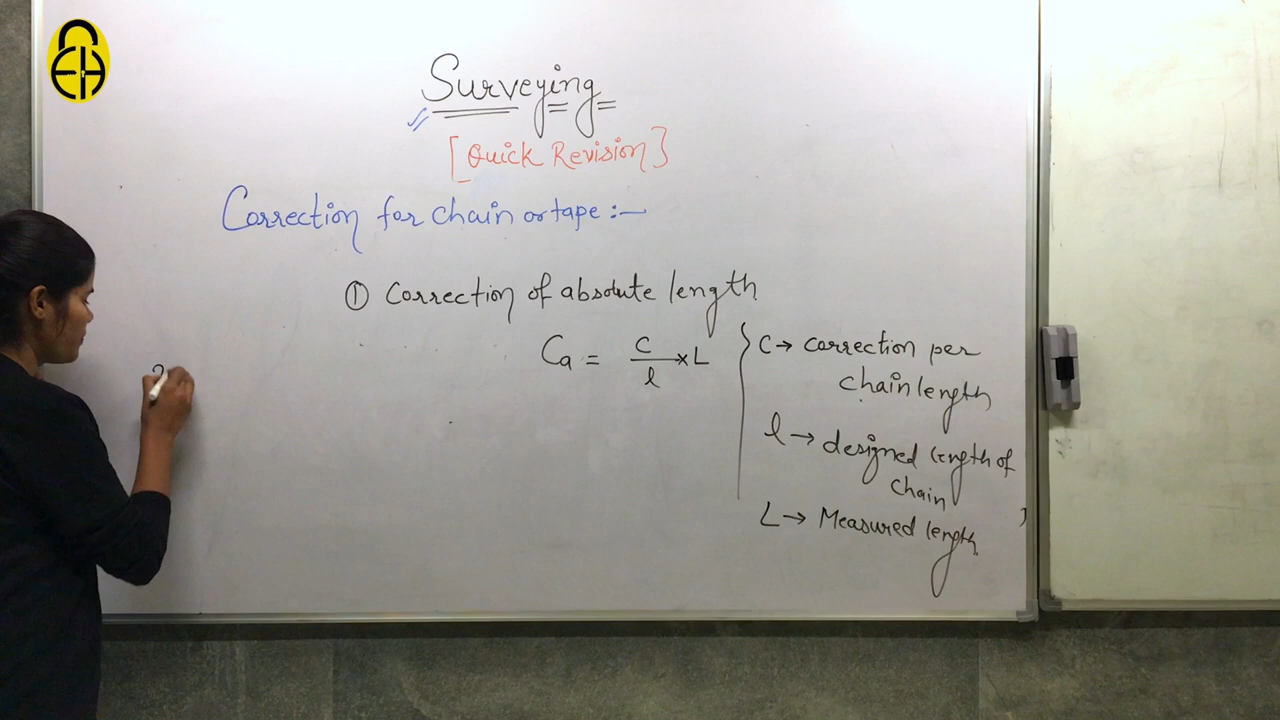 Surveying
[Quick Revision]
Correction for chain or tape :-
① Correction of absolute length
Ca = c/l × L
C → correction per
chain length
l → designed length of
chain
L → Measured length
2